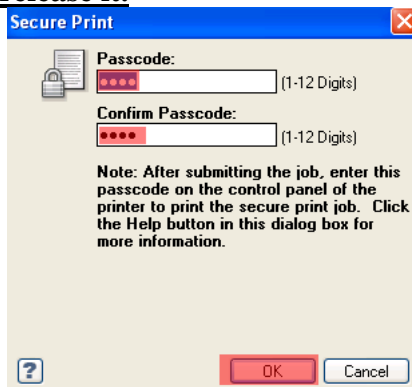 release it.
Secure Print
Passcode:
●●●● (1-12 Digits)
Confirm Passcode:
●●●● (1-12 Digits)
Note: After submitting the job, enter this
passcode on the control panel of the
printer to print the secure print job. Click
the Help button in this dialog box for
more information.
? OK Cancel